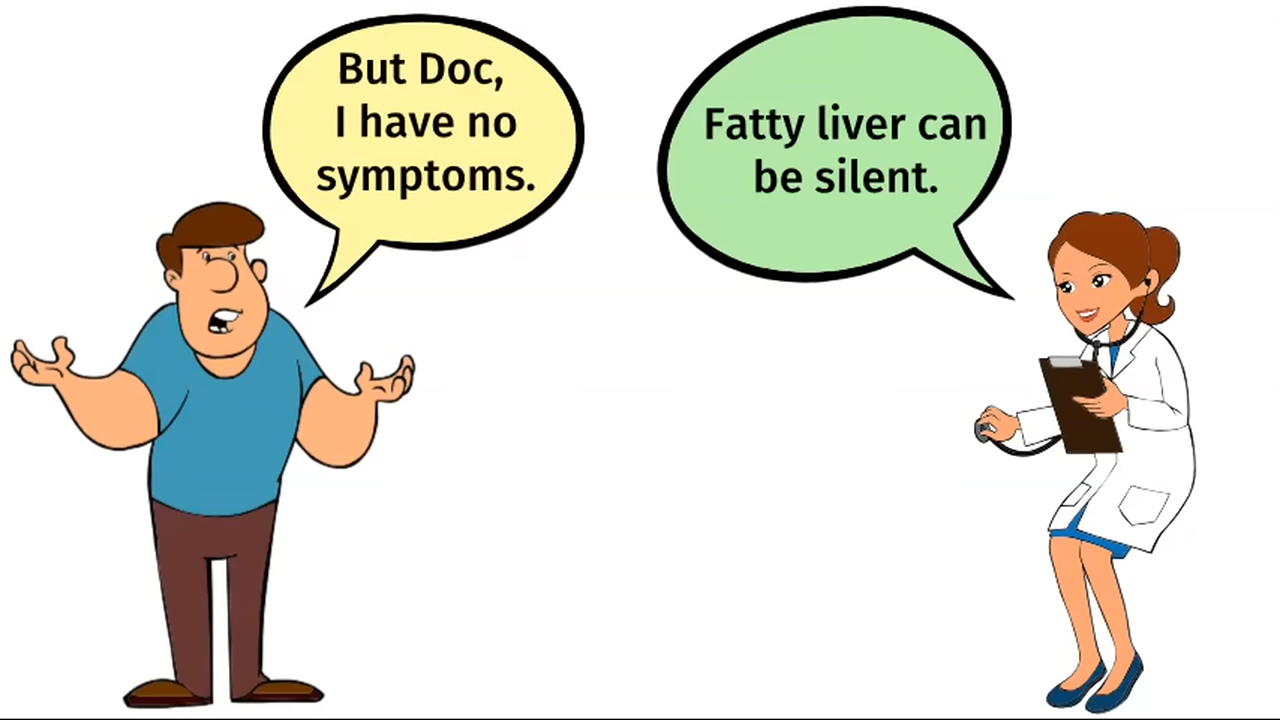 But Doc,
I have no
symptoms.
Fatty liver can
be silent.